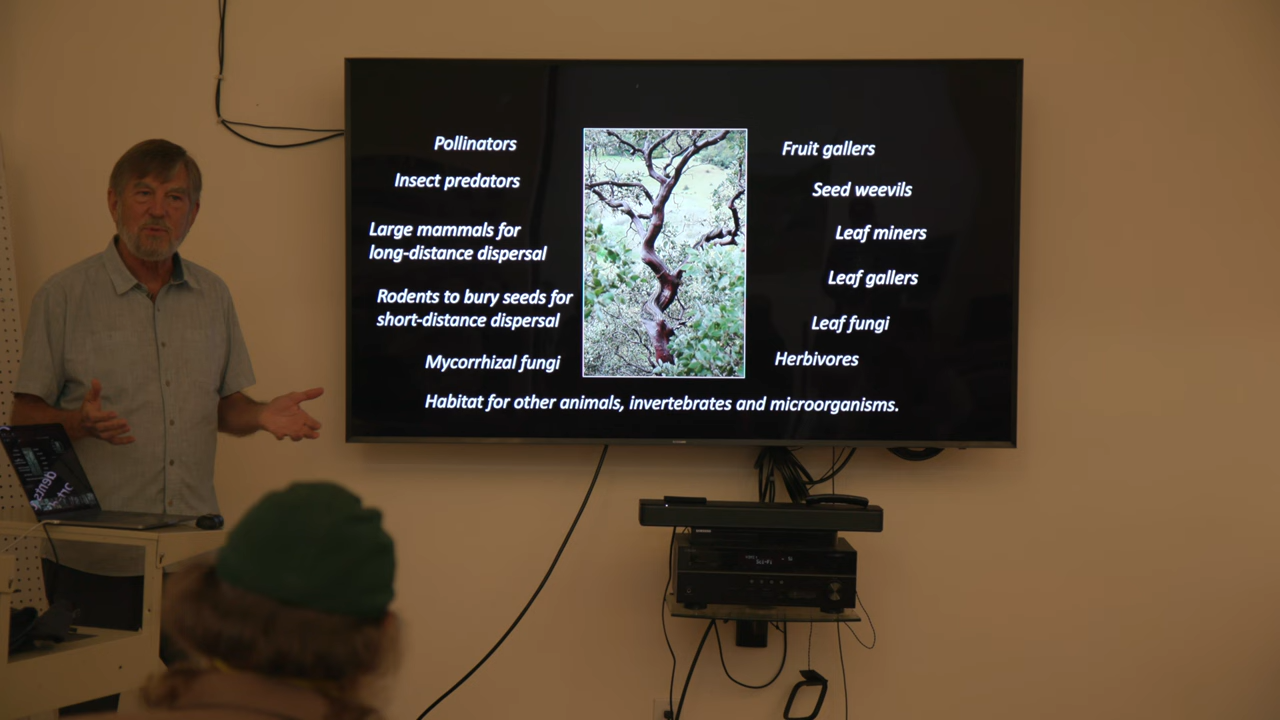 Pollinators
Insect predators
Large mammals for
long-distance dispersal
Rodents to bury seeds for
short-distance dispersal
Mycorrhizal fungi
Fruit gallers
Seed weevils
Leaf miners
Leaf gallers
Leaf fungi
Herbivores
Habitat for other animals, invertebrates and microorganisms.